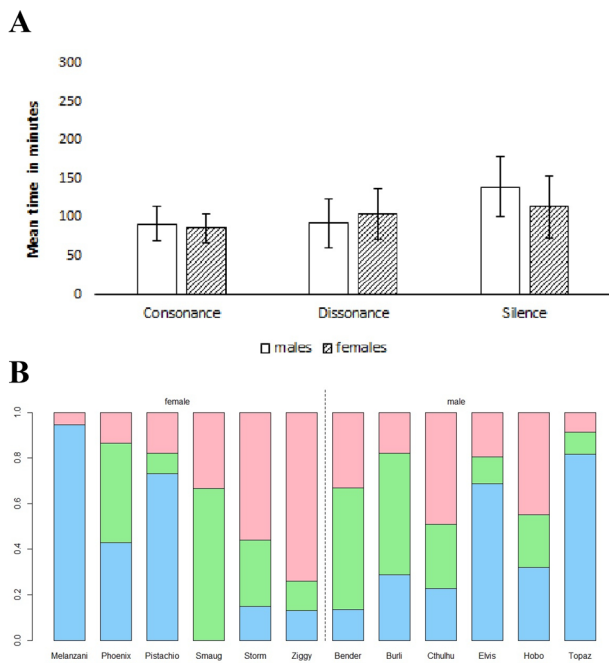 A
300
250
200
150
100
50
0
Mean time in minutes
Consonance Dissonance Silence
males females
B
female male
1.0
0.8
0.6
0.4
0.2
0.0
Melanzani Phoenix Pistachio Smaug Storm Ziggy Bender Burli Cthulhu Elvis Hobo Topaz